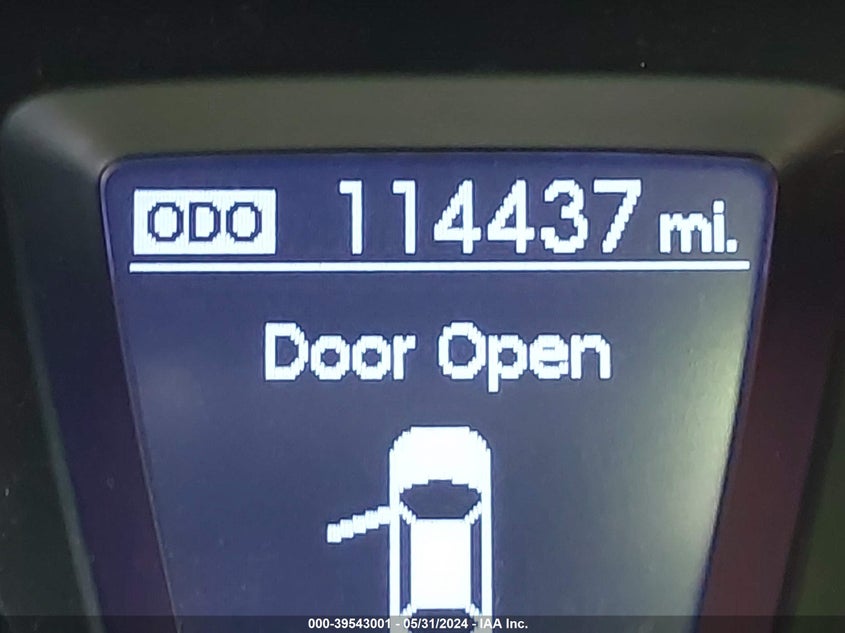 ODO 114437 mi.
Door Open
000-39543001 - 05/31/2024 - IAA Inc.